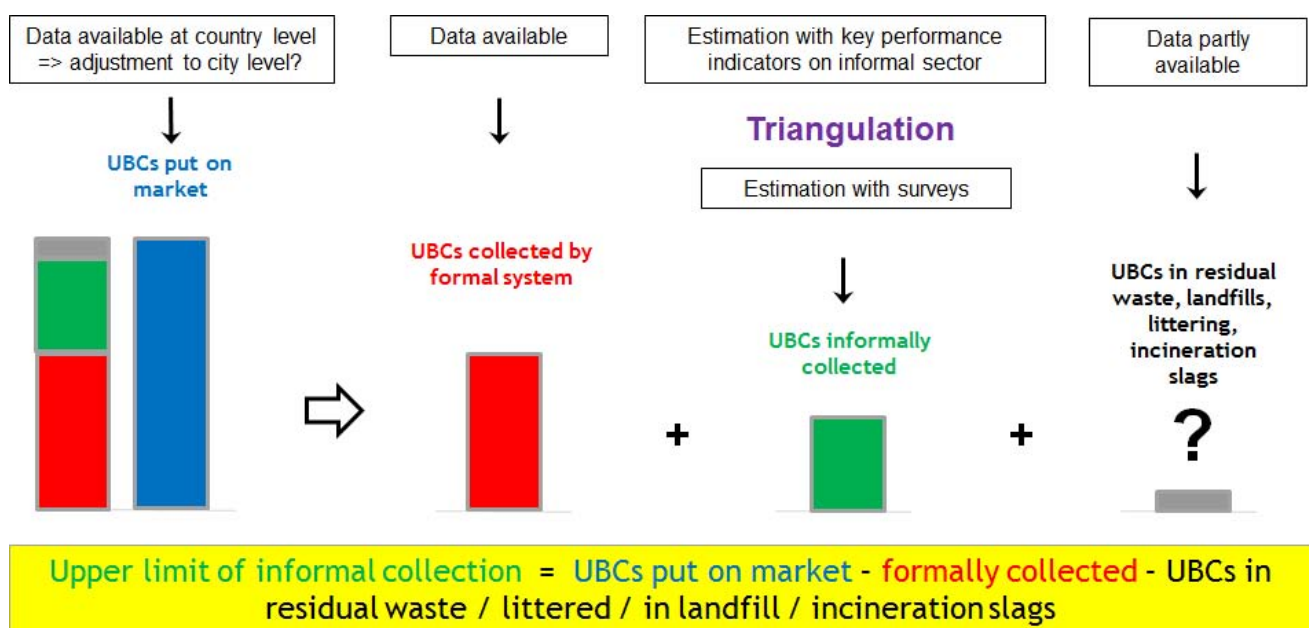 Data available at country level
=> adjustment to city level?
UBCs put on
market
Data available
UBCs collected by
formal system
Estimation with key performance
indicators on informal sector
Triangulation
Estimation with surveys
UBCs informally
collected
Data partly
available
UBCs in residual
waste, landfills,
littering,
incineration
slags
?
+
+
Upper limit of informal collection = UBCs put on market - formally collected - UBCs in
residual waste / littered / in landfill / incineration slags